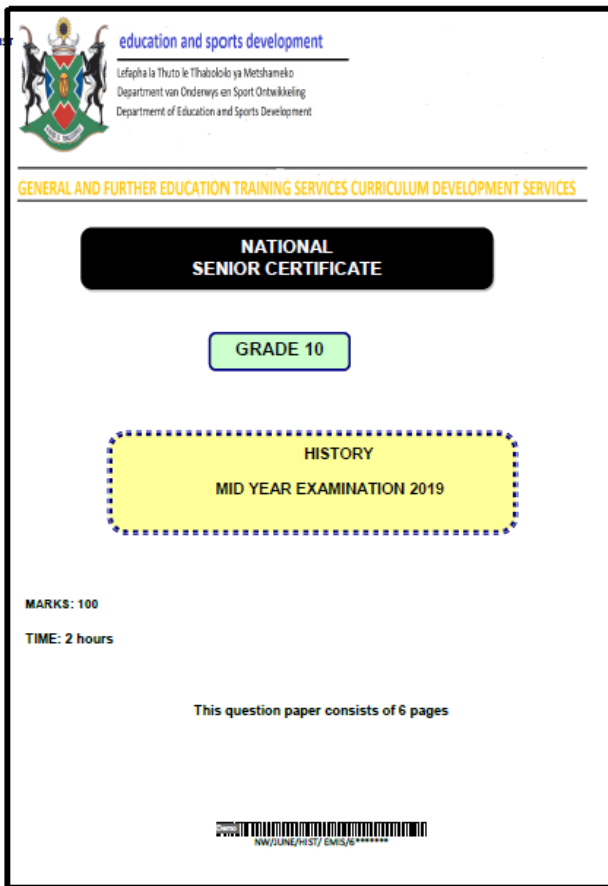 education and sports development
Lefapha la Thuto le Tlhabololo ya Metshameko
Department van Onderwys en Sport Ontwikkeling
Department of Education and Sports Development
GENERAL AND FURTHER EDUCATION TRAINING SERVICES CURRICULUM DEVELOPMENT SERVICES
NATIONAL
SENIOR CERTIFICATE
GRADE 10
HISTORY
MID YEAR EXAMINATION 2019
MARKS: 100
TIME: 2 hours
This question paper consists of 6 pages
Demo
NW/JUNE/HIST/ EMIS/6*******